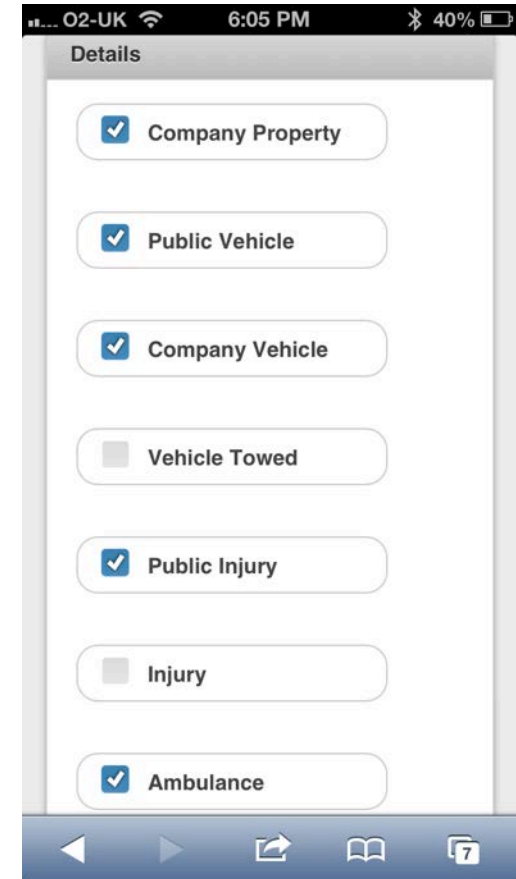 O2-UK 6:05 PM 40%
Details
Company Property
Public Vehicle
Company Vehicle
Vehicle Towed
Public Injury
Injury
Ambulance
7